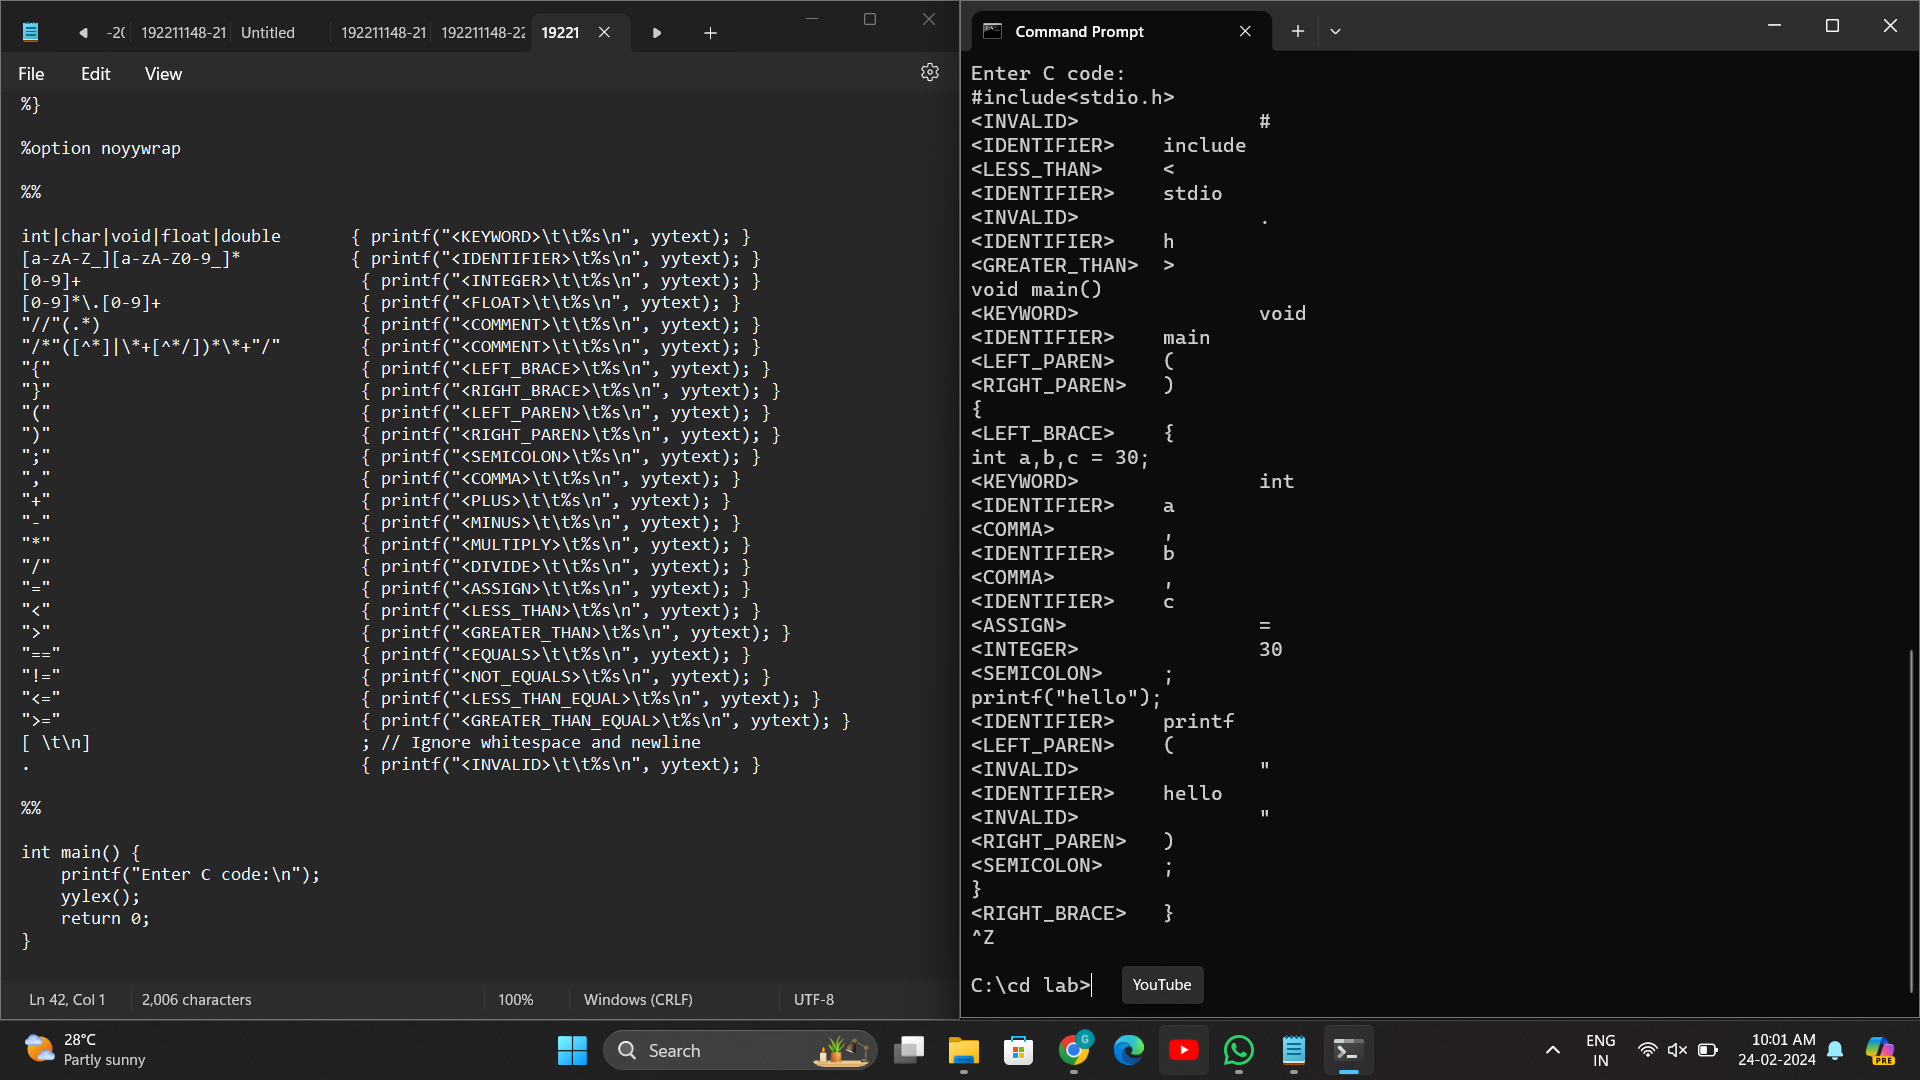 -20 192211148-21 Untitled 192211148-21 192211148-22 19221
File Edit View
%}
%option noyywrap
%%
int|char|void|float|double { printf("<KEYWORD>\t\t%s\n", yytext); }
[a-zA-Z_][a-zA-Z0-9_]* { printf("<IDENTIFIER>\t%s\n", yytext); }
[0-9]+ { printf("<INTEGER>\t\t%s\n", yytext); }
[0-9]*\.[0-9]+ { printf("<FLOAT>\t\t%s\n", yytext); }
"//"(.*) { printf("<COMMENT>\t\t%s\n", yytext); }
"/*"([^*]|\*+[^*/])*\*+"/" { printf("<COMMENT>\t\t%s\n", yytext); }
"{" { printf("<LEFT_BRACE>\t%s\n", yytext); }
"}" { printf("<RIGHT_BRACE>\t%s\n", yytext); }
"(" { printf("<LEFT_PAREN>\t%s\n", yytext); }
")" { printf("<RIGHT_PAREN>\t%s\n", yytext); }
";" { printf("<SEMICOLON>\t%s\n", yytext); }
"," { printf("<COMMA>\t%s\n", yytext); }
"+" { printf("<PLUS>\t\t%s\n", yytext); }
"-" { printf("<MINUS>\t\t%s\n", yytext); }
"*" { printf("<MULTIPLY>\t%s\n", yytext); }
"/" { printf("<DIVIDE>\t\t%s\n", yytext); }
"=" { printf("<ASSIGN>\t\t%s\n", yytext); }
"<" { printf("<LESS_THAN>\t%s\n", yytext); }
">" { printf("<GREATER_THAN>\t%s\n", yytext); }
"==" { printf("<EQUALS>\t\t%s\n", yytext); }
"!=" { printf("<NOT_EQUALS>\t%s\n", yytext); }
"<=" { printf("<LESS_THAN_EQUAL>\t%s\n", yytext); }
">=" { printf("<GREATER_THAN_EQUAL>\t%s\n", yytext); }
[ \t\n] ; // Ignore whitespace and newline
. { printf("<INVALID>\t\t%s\n", yytext); }
%%
int main() {
printf("Enter C code:\n");
yylex();
return 0;
}
Ln 42, Col 1 2,006 characters 100% Windows (CRLF) UTF-8
Command Prompt
Enter C code:
#include<stdio.h>
<INVALID> #
<IDENTIFIER> include
<LESS_THAN> <
<IDENTIFIER> stdio
<INVALID> .
<IDENTIFIER> h
<GREATER_THAN> >
void main()
<KEYWORD> void
<IDENTIFIER> main
<LEFT_PAREN> (
<RIGHT_PAREN> )
{
<LEFT_BRACE> {
int a,b,c = 30;
<KEYWORD> int
<IDENTIFIER> a
<COMMA> ,
<IDENTIFIER> b
<COMMA> ,
<IDENTIFIER> c
<ASSIGN> =
<INTEGER> 30
<SEMICOLON> ;
printf("hello");
<IDENTIFIER> printf
<LEFT_PAREN> (
<INVALID> "
<IDENTIFIER> hello
<INVALID> "
<RIGHT_PAREN> )
<SEMICOLON> ;
}
<RIGHT_BRACE> }
^Z
C:\cd lab>
YouTube
28°C
Partly sunny
Search
G
ENG
IN
10:01 AM
24-02-2024
PRE